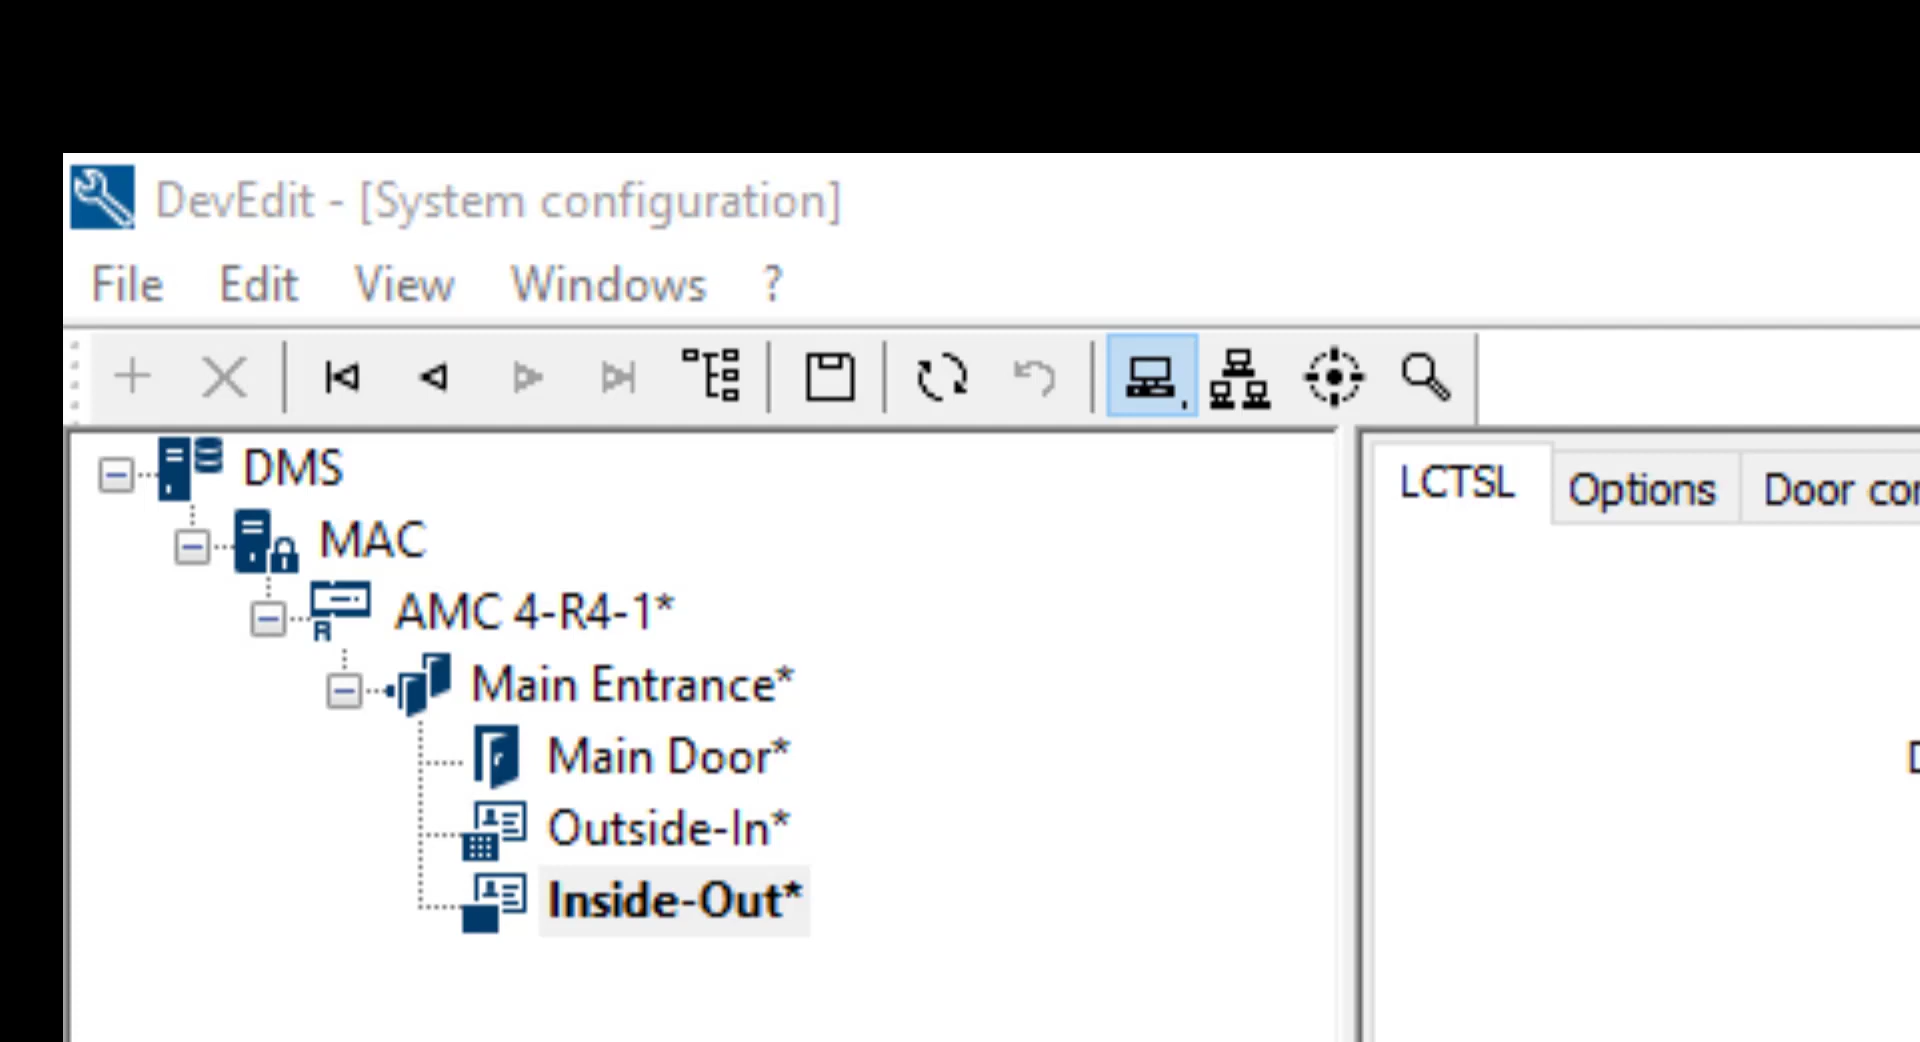 DevEdit - [System configuration]
File Edit View Windows ?
DMS
MAC
AMC 4-R4-1*
Main Entrance*
Main Door*
Outside-In*
Inside-Out*
LCTSL Options Door